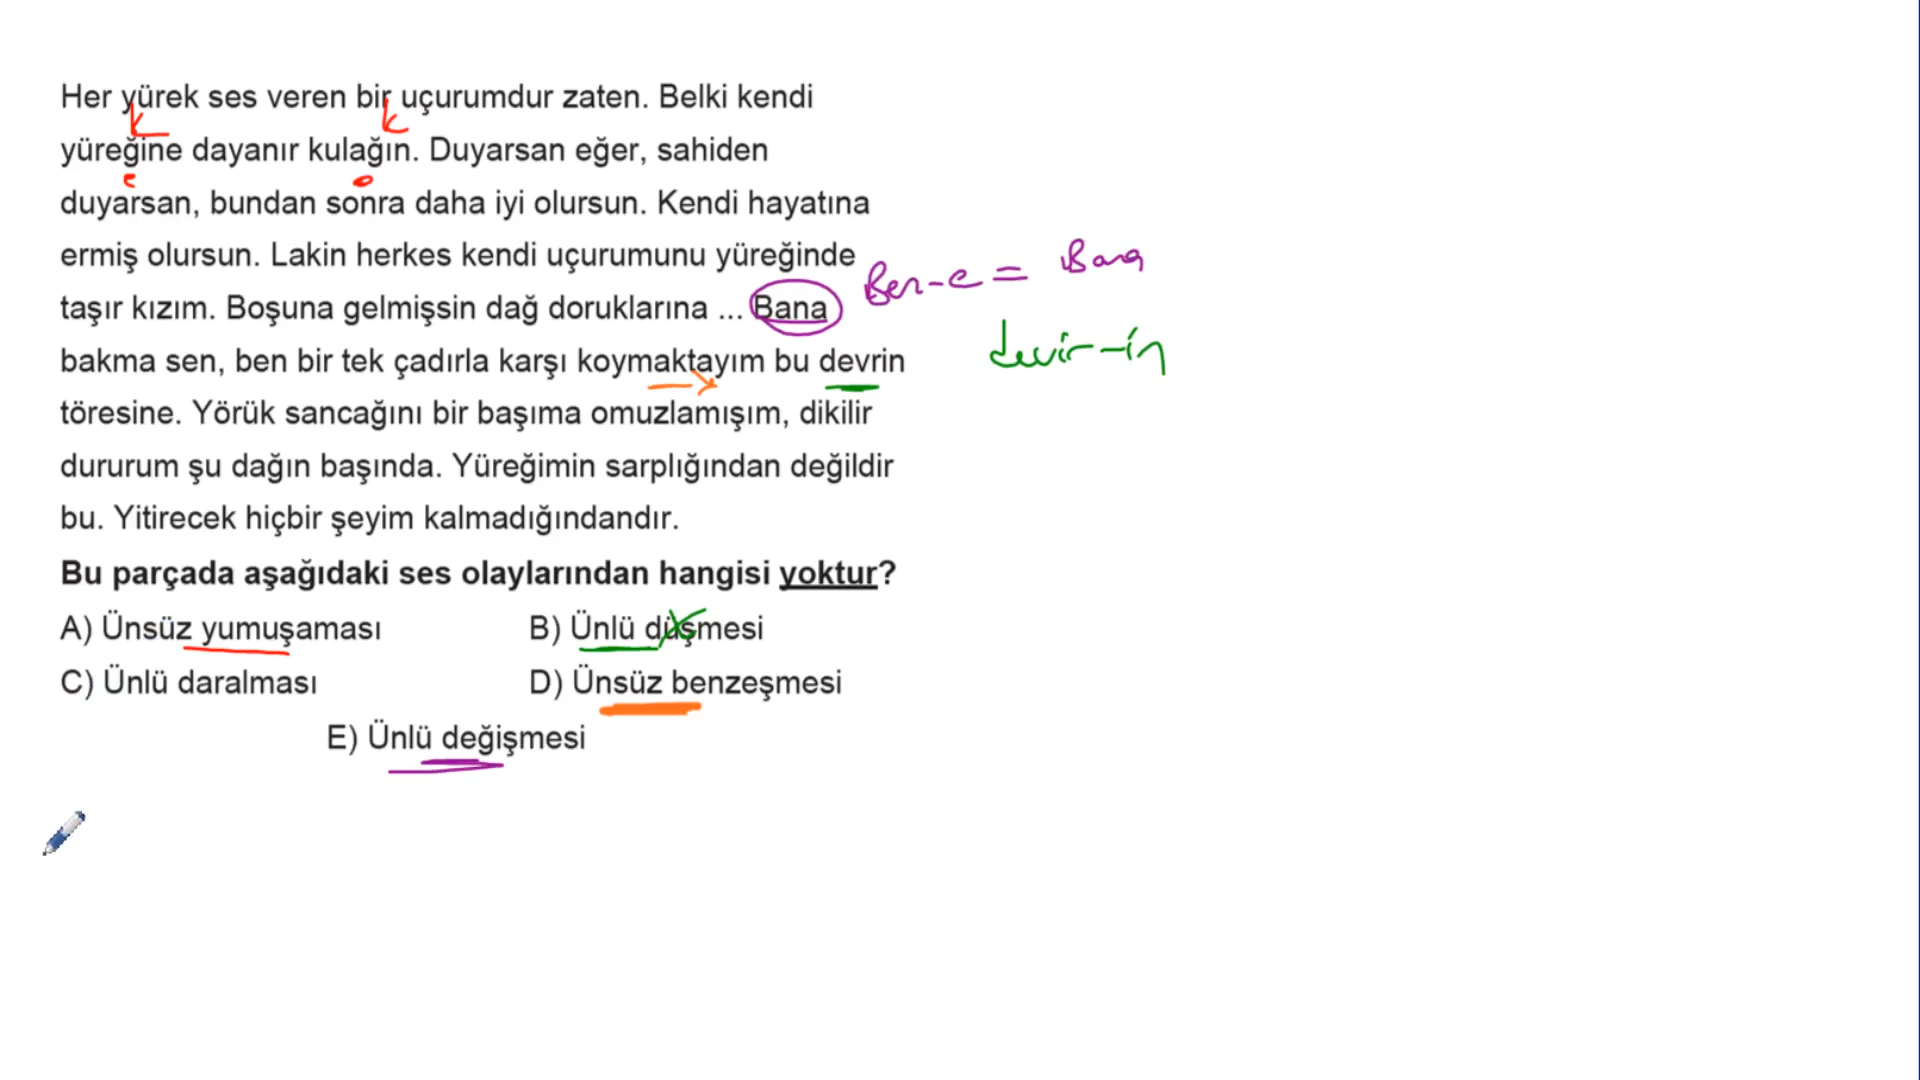 Her yürek ses veren bir uçurumdur zaten. Belki kendi
k k
yüreğine dayanır kulağın. Duyarsan eğer, sahiden
duyarsan, bundan sonra daha iyi olursun. Kendi hayatına
ermiş olursun. Lakin herkes kendi uçurumunu yüreğinde
Ben-e = Bana
taşır kızım. Boşuna gelmişsin dağ doruklarına ... Bana
bakma sen, ben bir tek çadırla karşı koymaktayım bu devrin
devir-in
töresine. Yörük sancağını bir başıma omuzlamışım, dikilir
dururum şu dağın başında. Yüreğimin sarplığından değildir
bu. Yitirecek hiçbir şeyim kalmadığındandır.
Bu parçada aşağıdaki ses olaylarından hangisi yoktur?
A) Ünsüz yumuşaması B) Ünlü düşmesi
C) Ünlü daralması D) Ünsüz benzeşmesi
E) Ünlü değişmesi